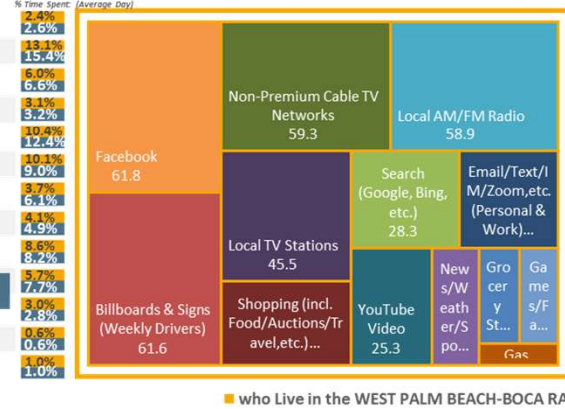 % Time Spent: (Average Day)
2.4%
2.6%
13.1%
15.4%
6.0%
6.6%
3.1%
3.2%
10.4%
12.4%
10.1%
9.0%
3.7%
6.1%
4.1%
4.9%
8.6%
8.2%
5.7%
7.7%
3.0%
2.8%
0.6%
0.6%
1.0%
1.0%
Facebook
61.8
Billboards & Signs
(Weekly Drivers)
61.6
Non-Premium Cable TV
Networks
59.3
Local AM/FM Radio
58.9
Local TV Stations
45.5
Shopping (incl.
Food/Auctions/Tr
avel,etc.)...
Search
(Google, Bing,
etc.)
28.3
Email/Text/I
M/Zoom,etc.
(Personal &
Work)...
YouTube
Video
25.3
New
s/W
eath
er/S
po...
Gro
cer
y
St...
Ga
me
s/F
a...
Gas
who Live in the WEST PALM BEACH-BOCA RA